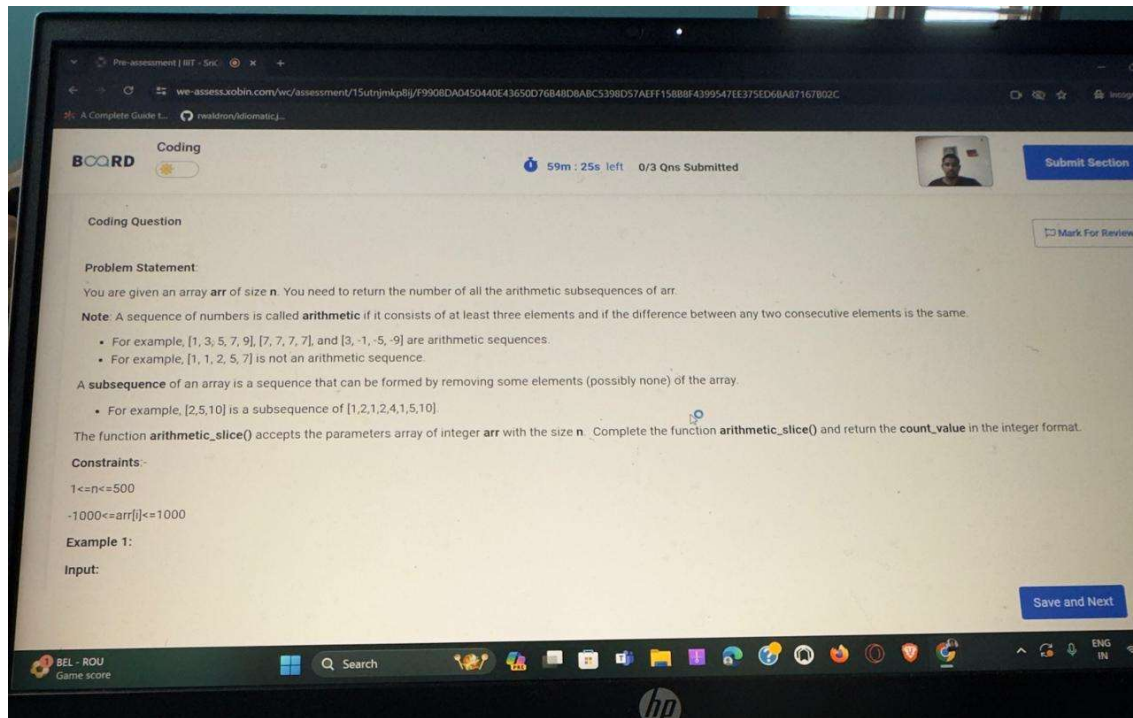 Pre-assessment | IIIT - SriC
we-assess.xobin.com/wc/assessment/
A Complete Guide t...
rwaldron/idiomatic.j...
BOARD
Coding
59m : 25s left 0/3 Qns Submitted
Submit Section
Coding Question
Mark For Review
Problem Statement:
You are given an array arr of size n. You need to return the number of all the arithmetic subsequences of arr.
Note: A sequence of numbers is called arithmetic if it consists of at least three elements and if the difference between any two consecutive elements is the same.
• For example, [1, 3, 5, 7, 9], [7, 7, 7, 7], and [3, -1, -5, -9] are arithmetic sequences.
• For example, [1, 1, 2, 5, 7] is not an arithmetic sequence.
A subsequence of an array is a sequence that can be formed by removing some elements (possibly none) of the array.
• For example, [2,5,10] is a subsequence of [1,2,1,2,4,1,5,10].
The function arithmetic_slice() accepts the parameters array of integer arr with the size n. Complete the function arithmetic_slice() and return the count_value in the integer format.
Constraints:-
1<=n<=500
-1000<=arr[i]<=1000
Example 1:
Input:
Save and Next
BEL - ROU
Game score
Search
ENG
IN
hp